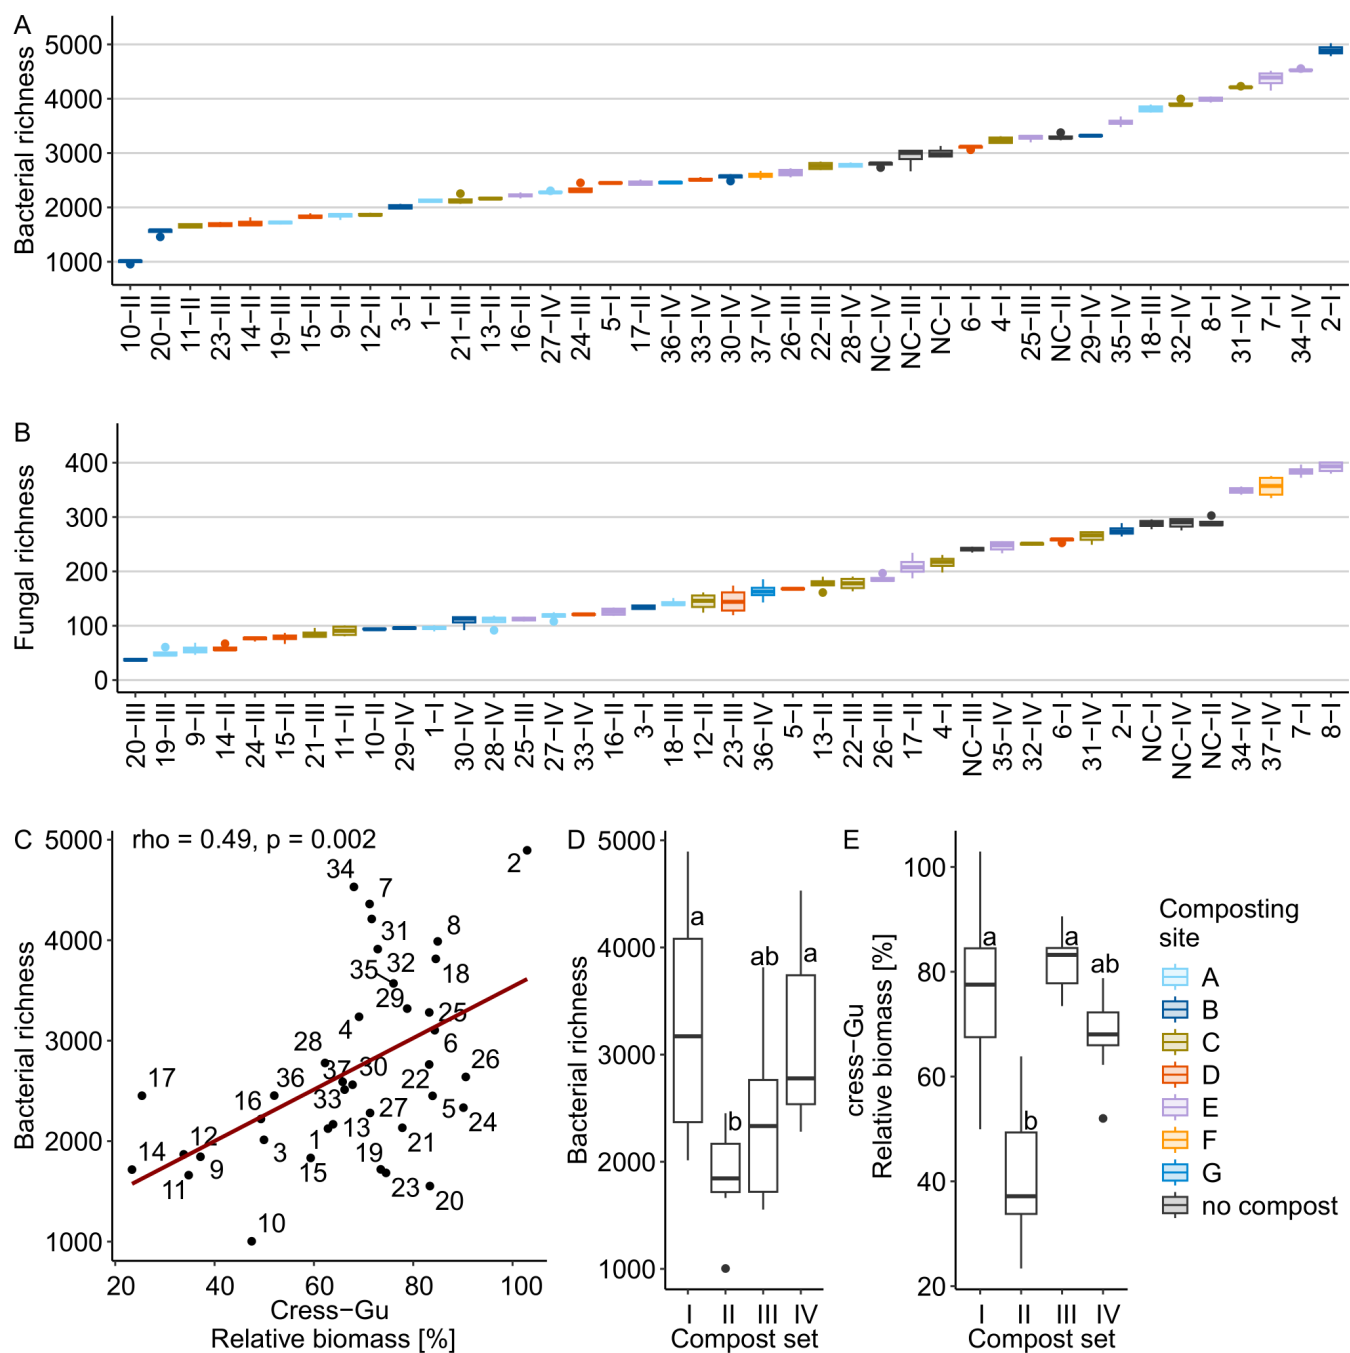 A
Bacterial richness
5000
4000
3000
2000
1000
10−II
20−III
11−II
23−III
14−II
19−III
15−II
9−II
12−II
3−I
1−I
21−III
13−II
16−II
27−IV
24−III
5−I
17−II
36−IV
33−IV
30−IV
37−IV
26−III
22−III
28−IV
NC−IV
NC−III
NC−I
6−I
4−I
25−III
NC−II
29−IV
35−IV
18−III
32−IV
8−I
31−IV
7−I
34−IV
2−I
B
Fungal richness
400
300
200
100
0
20−III
19−III
9−II
14−II
24−III
15−II
21−III
11−II
10−II
29−IV
1−I
30−IV
28−IV
25−III
27−IV
33−IV
16−II
3−I
18−III
12−II
23−III
36−IV
5−I
13−II
22−III
26−III
17−II
4−I
NC−III
35−IV
32−IV
6−I
31−IV
2−I
NC−I
NC−IV
NC−II
34−IV
37−IV
7−I
8−I
C
rho = 0.49, p = 0.002
Bacterial richness
5000
4000
3000
2000
1000
2
34
7
31
8
35
32
18
29
25
4
6
28
37
30
26
17
36
22
33
16
27
5
24
14
12
3
1
13
21
19
11
9
15
23
20
10
20
40
60
80
100
Cress−Gu
Relative biomass [%]
D
Bacterial richness
5000
4000
3000
2000
1000
a
b
ab
a
I
II
III
IV
Compost set
E
cress−Gu
Relative biomass [%]
100
80
60
40
20
a
b
a
ab
I
II
III
IV
Compost set
Composting
site
A
B
C
D
E
F
G
no compost